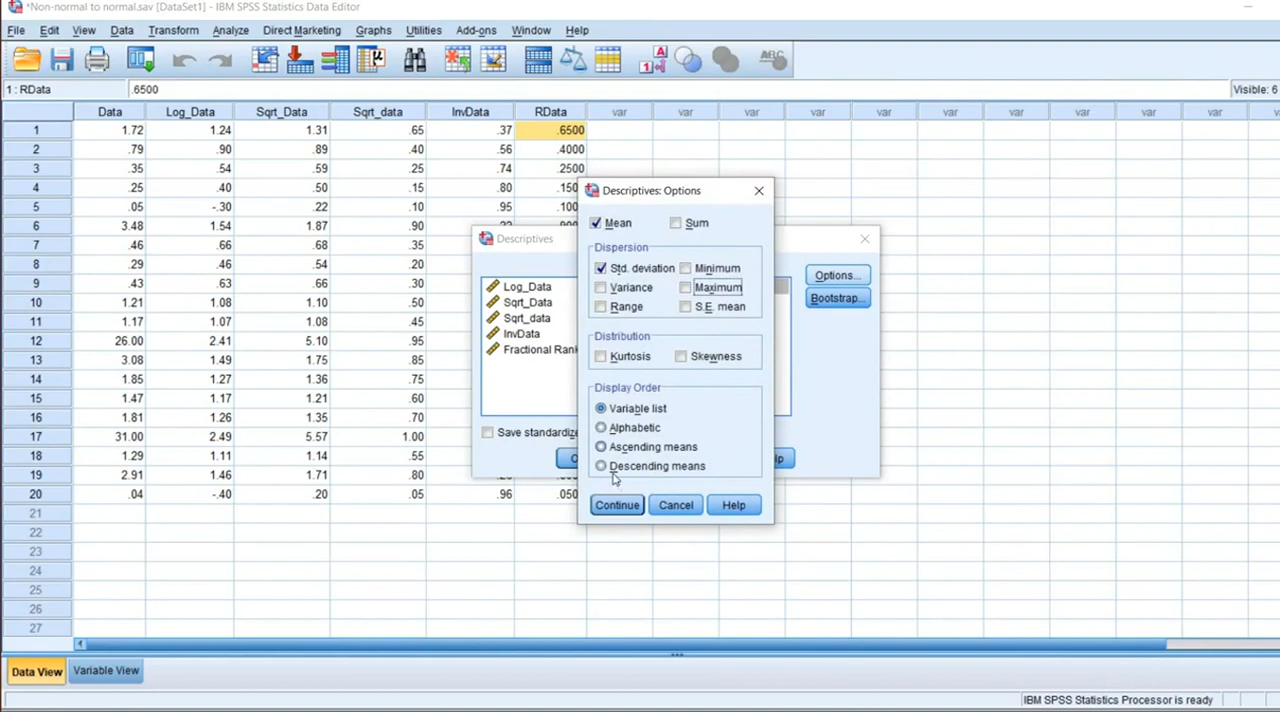 *Non-normal to normal.sav [DataSet1] - IBM SPSS Statistics Data Editor
File Edit View Data Transform Analyze Direct Marketing Graphs Utilities Add-ons Window Help
1 : RData .6500 Visible: 6
Data Log_Data Sqrt_Data Sqrt_data InvData RData var var var var var var var var var var
1 1.72 1.24 1.31 .65 .37 .6500
2 .79 .90 .89 .40 .56 .4000
3 .35 .54 .59 .25 .74 .2500
4 .25 .40 .50 .15 .80
5 .05 -.30 .22 .10 .95
6 3.48 1.54 1.87 .90
7 .46 .66 .68 .35
8 .29 .46 .54 .20
9 .43 .63 .66 .30
10 1.21 1.08 1.10 .50
11 1.17 1.07 1.08 .45
12 26.00 2.41 5.10 .95
13 3.08 1.49 1.75 .85
14 1.85 1.27 1.36 .75
15 1.47 1.17 1.21 .60
16 1.81 1.26 1.35 .70
17 31.00 2.49 5.57 1.00
18 1.29 1.11 1.14 .55
19 2.91 1.46 1.71 .80
20 .04 -.40 .20 .05 .96 .050
21
22
23
24
25
26
27
Descriptives
Log_Data
Sqrt_Data
Sqrt_data
InvData
Fractional Rank
Save standardize
Options...
Bootstrap...
Descriptives: Options
Mean Sum
Dispersion
Std. deviation Minimum
Variance Maximum
Range S.E. mean
Distribution
Kurtosis Skewness
Display Order
Variable list
Alphabetic
Ascending means
Descending means
Continue Cancel Help
Data View Variable View
IBM SPSS Statistics Processor is ready